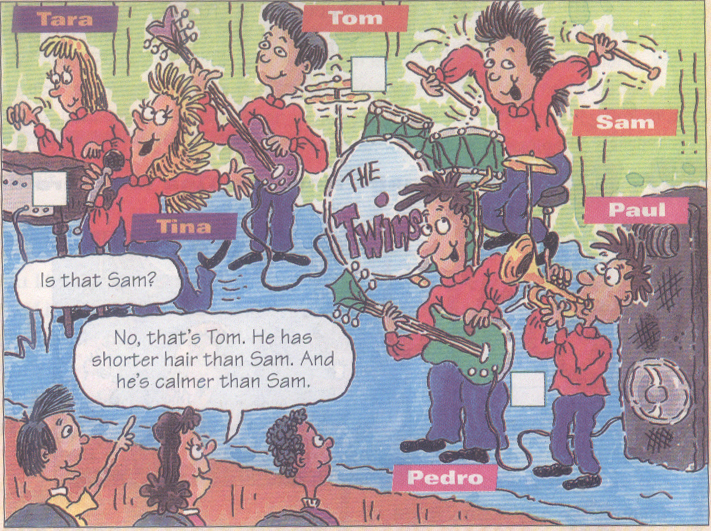 Tara
Tom
Sam
Paul
Tina
THE
Twins
Is that Sam?
No, that's Tom. He has
shorter hair than Sam. And
he's calmer than Sam.
Pedro